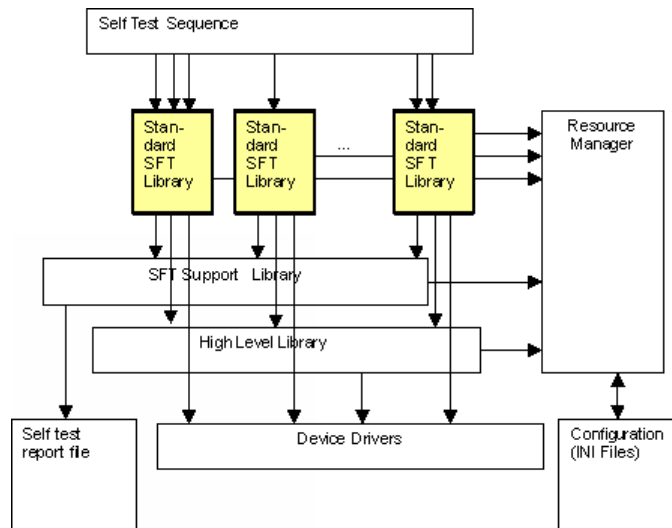 Self Test Sequence
Stan-
dard
SFT
Library
Stan-
dard
SFT
Library
...
Stan-
dard
SFT
Library
Resource
Manager
SFT Support Library
High Level Library
Self test
report file
Device Drivers
Configuration
(INI Files)